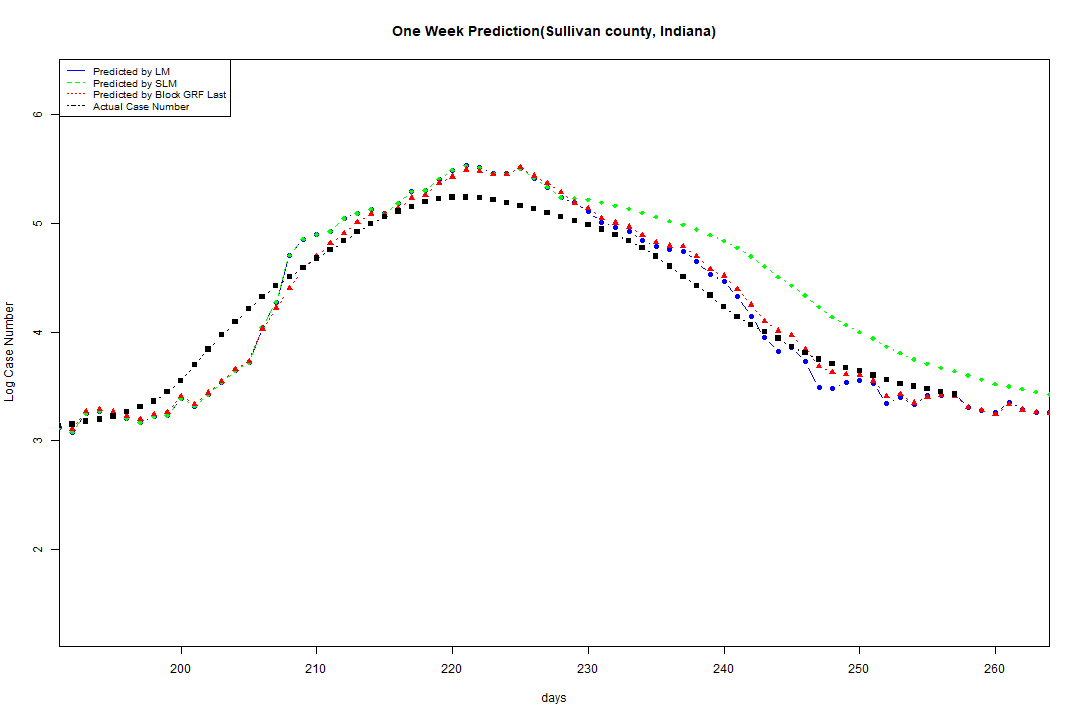 One Week Prediction(Sullivan county, Indiana)
Predicted by LM
Predicted by SLM
Predicted by Block GRF Last
Actual Case Number
6
5
4
3
2
Log Case Number
200 210 220 230 240 250 260
days